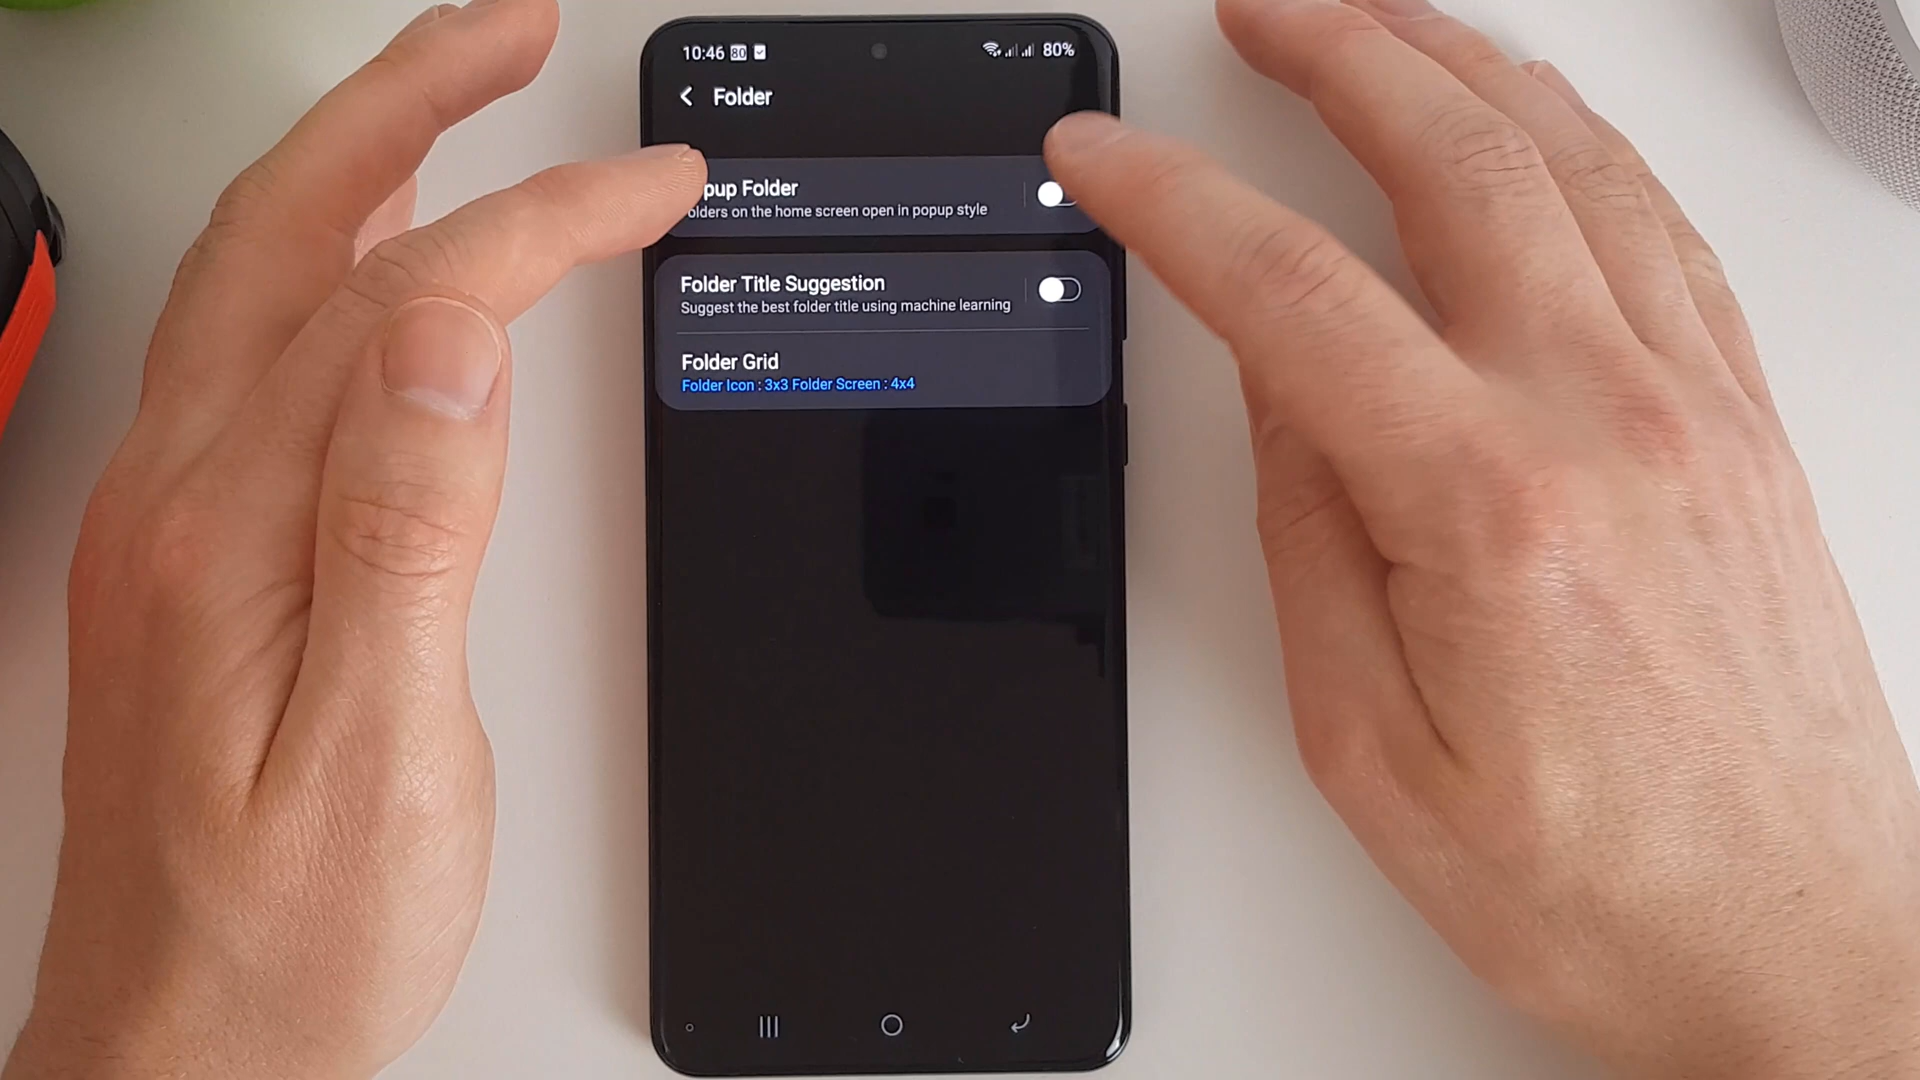 10:46 80 80%
Folder
pup Folder
olders on the home screen open in popup style
Folder Title Suggestion
Suggest the best folder title using machine learning
Folder Grid
Folder Icon : 3x3 Folder Screen : 4x4